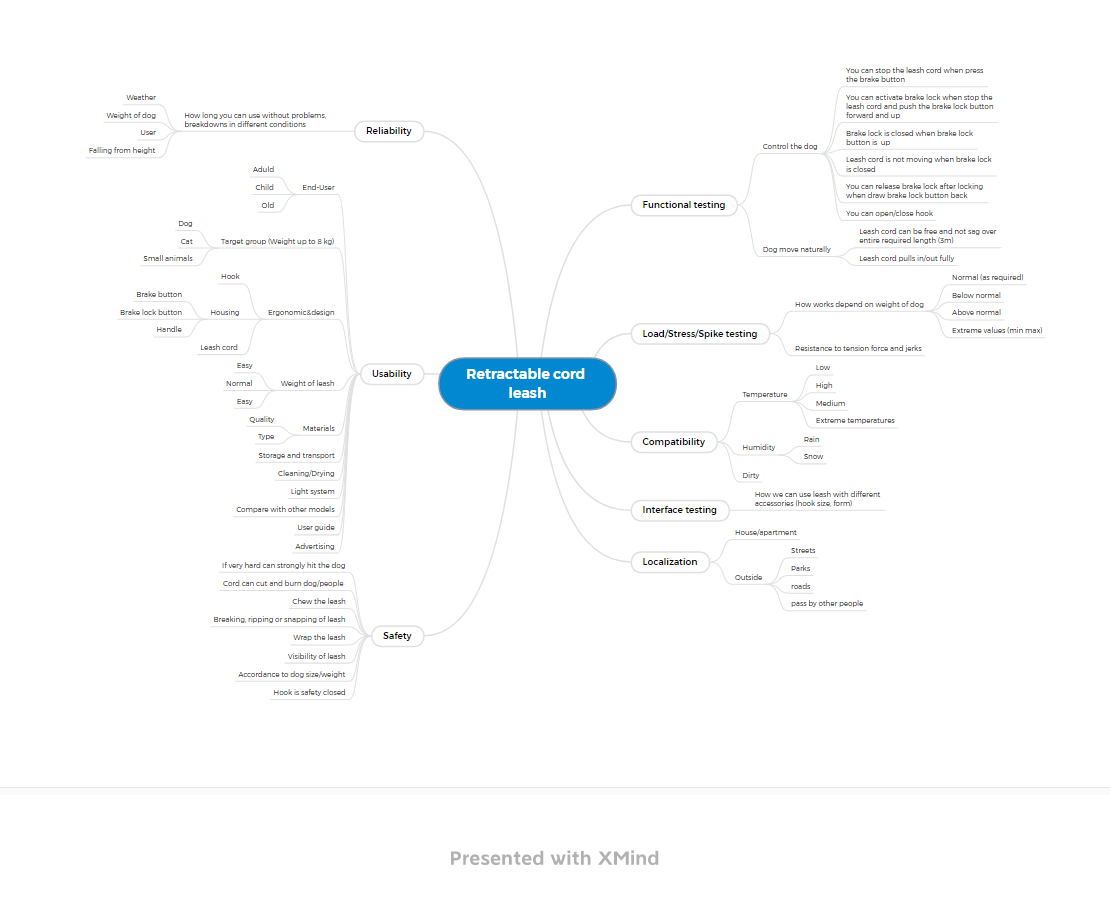 Retractable cord
leash
Functional testing
Control the dog
You can stop the leash cord when press
the brake button
You can activate brake lock when stop the
leash cord and push the brake lock button
forward and up
Brake lock is closed when brake lock
button is up
Leash cord is not moving when brake lock
is closed
You can release brake lock after locking
when draw brake lock button back
You can open/close hook
Dog move naturally
Leash cord can be free and not sag over
entire required length (3m)
Leash cord pulls in/out fully
Load/Stress/Spike testing
How works depend on weight of dog
Normal (as required)
Below normal
Above normal
Extreme values (min max)
Resistance to tension force and jerks
Compatibility
Temperature
Low
High
Medium
Extreme temperatures
Humidity
Rain
Snow
Dirty
Interface testing
How we can use leash with different
accessories (hook size, form)
Localization
House/apartment
Outside
Streets
Parks
roads
pass by other people
Reliability
How long you can use without problems,
breakdowns in different conditions
Weather
Weight of dog
User
Falling from height
Usability
End-User
Aduld
Child
Old
Target group (Weight up to 8 kg)
Dog
Cat
Small animals
Ergonomic&design
Hook
Housing
Brake button
Brake lock button
Handle
Leash cord
Weight of leash
Easy
Normal
Easy
Materials
Quality
Type
Storage and transport
Cleaning/Drying
Light system
Compare with other models
User guide
Advertising
Safety
If very hard can strongly hit the dog
Cord can cut and burn dog/people
Chew the leash
Breaking, ripping or snapping of leash
Wrap the leash
Visibility of leash
Accordance to dog size/weight
Hook is safety closed
Presented with XMind